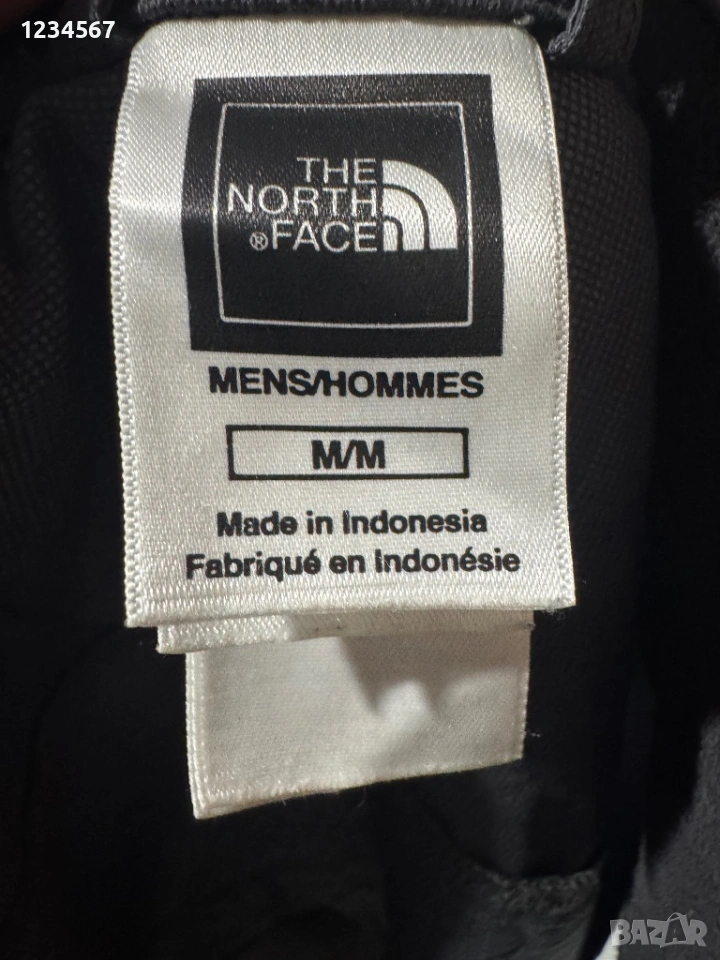 1234567
THE
NORTH
® FACE
MENS/HOMMES
M/M
Made in Indonesia
Fabriqué en Indonésie
BAZAR